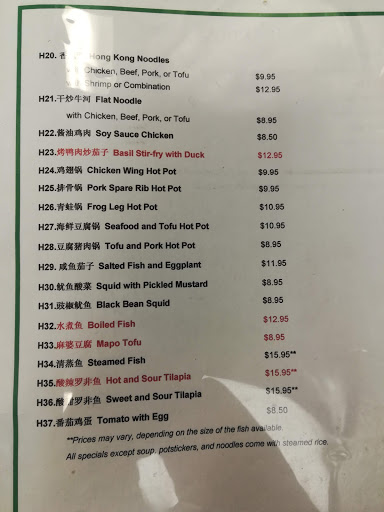 H20. Hong Kong Noodles
Chicken, Beef, Pork, or Tofu $9.95
Shrimp or Combination $12.95
H21.干炒牛河 Flat Noodle
with Chicken, Beef, Pork, or Tofu $8.95
H22.酱油鸡肉 Soy Sauce Chicken $8.50
H23.烤鸭肉炒茄子 Basil Stir-fry with Duck $12.95
H24.鸡翅锅 Chicken Wing Hot Pot $9.95
H25.排骨锅 Pork Spare Rib Hot Pot $9.95
H26.青蛙锅 Frog Leg Hot Pot $10.95
H27.海鲜豆腐锅 Seafood and Tofu Hot Pot $10.95
H28.豆腐猪肉锅 Tofu and Pork Hot Pot $8.95
H29. 咸鱼茄子 Salted Fish and Eggplant $11.95
H30.鱿鱼酸菜 Squid with Pickled Mustard $8.95
H31.豉椒鱿鱼 Black Bean Squid $8.95
H32.水煮鱼 Boiled Fish $12.95
H33.麻婆豆腐 Mapo Tofu $8.95
H34.清蒸鱼 Steamed Fish $15.95**
H35.酸辣罗非鱼 Hot and Sour Tilapia $15.95**
H36.酸 罗非鱼 Sweet and Sour Tilapia $15.95**
H37.番茄鸡蛋 Tomato with Egg $8.50
**Prices may vary, depending on the size of the fish available.
All specials except soup, potstickers, and noodles come with steamed rice.